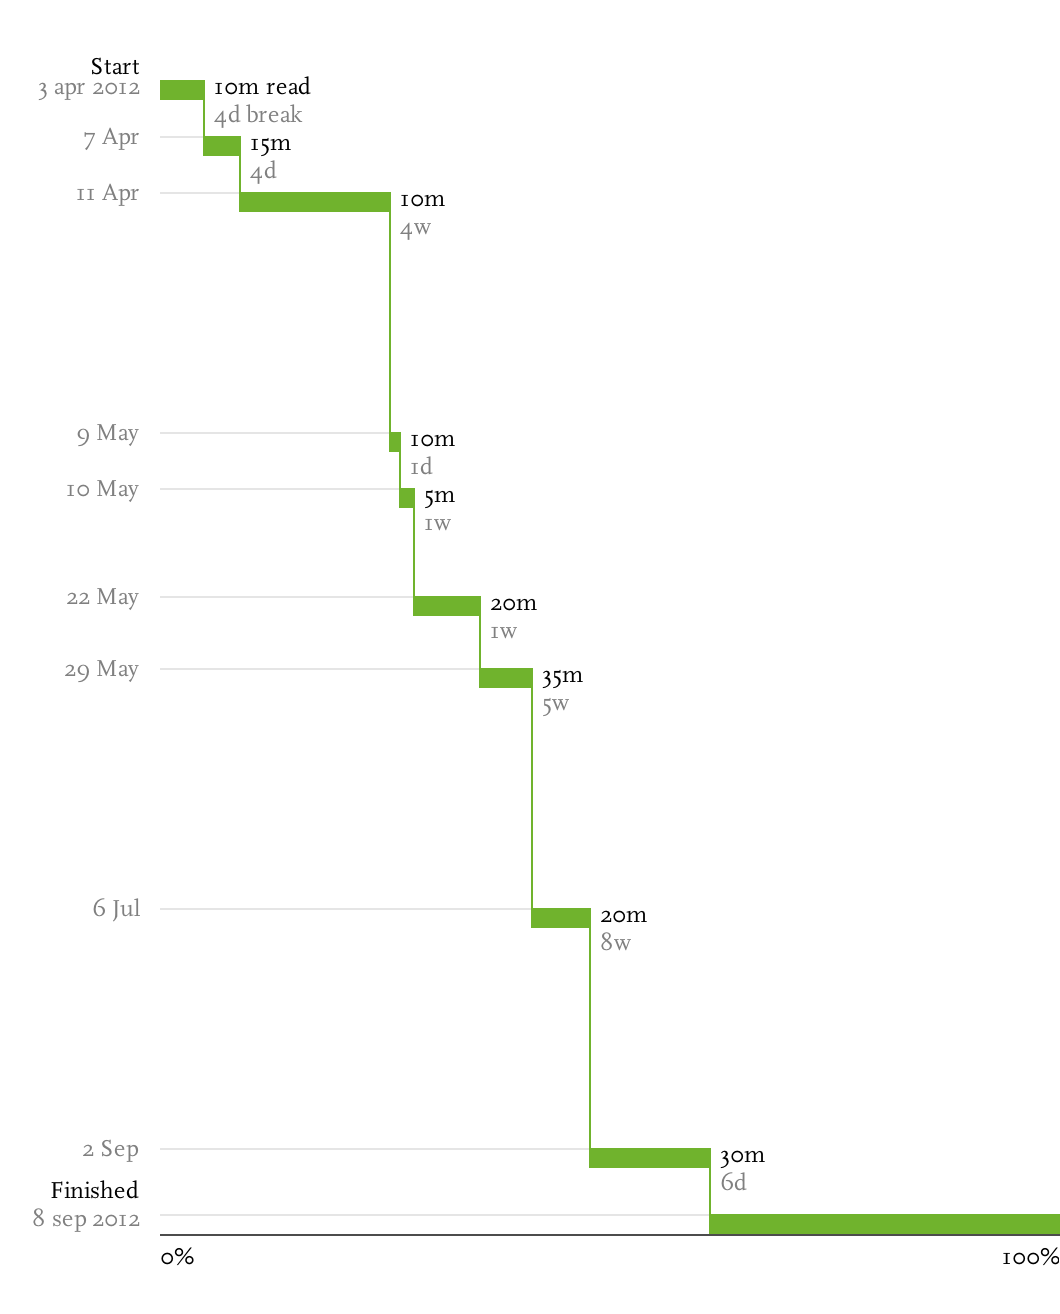 Start
3 apr 2012
10m read
4d break
7 Apr
15m
4d
11 Apr
10m
4w
9 May
10m
1d
10 May
5m
1w
22 May
20m
1w
29 May
35m
5w
6 Jul
20m
8w
2 Sep
30m
6d
Finished
8 sep 2012
0%
100%